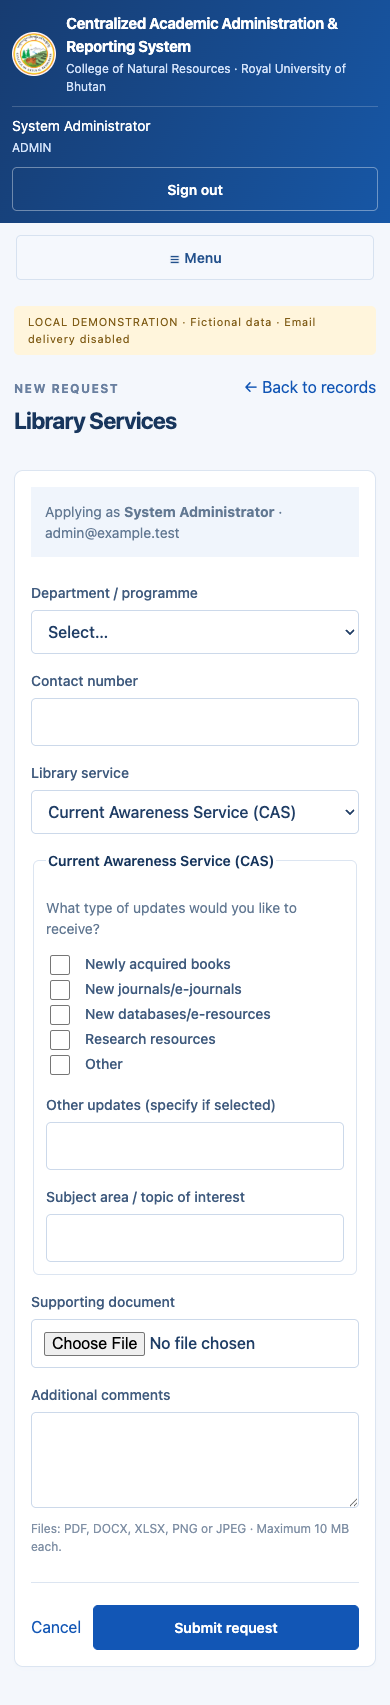 Centralized Academic Administration &
Reporting System
College of Natural Resources · Royal University of
Bhutan
System Administrator
ADMIN
Sign out
≡ Menu
LOCAL DEMONSTRATION · Fictional data · Email
delivery disabled
NEW REQUEST
← Back to records
Library Services
Applying as System Administrator ·
admin@example.test
Department / programme
Select...
Contact number
Library service
Current Awareness Service (CAS)
Current Awareness Service (CAS)
What type of updates would you like to
receive?
Newly acquired books
New journals/e-journals
New databases/e-resources
Research resources
Other
Other updates (specify if selected)
Subject area / topic of interest
Supporting document
Choose File No file chosen
Additional comments
Files: PDF, DOCX, XLSX, PNG or JPEG · Maximum 10 MB
each.
Cancel
Submit request